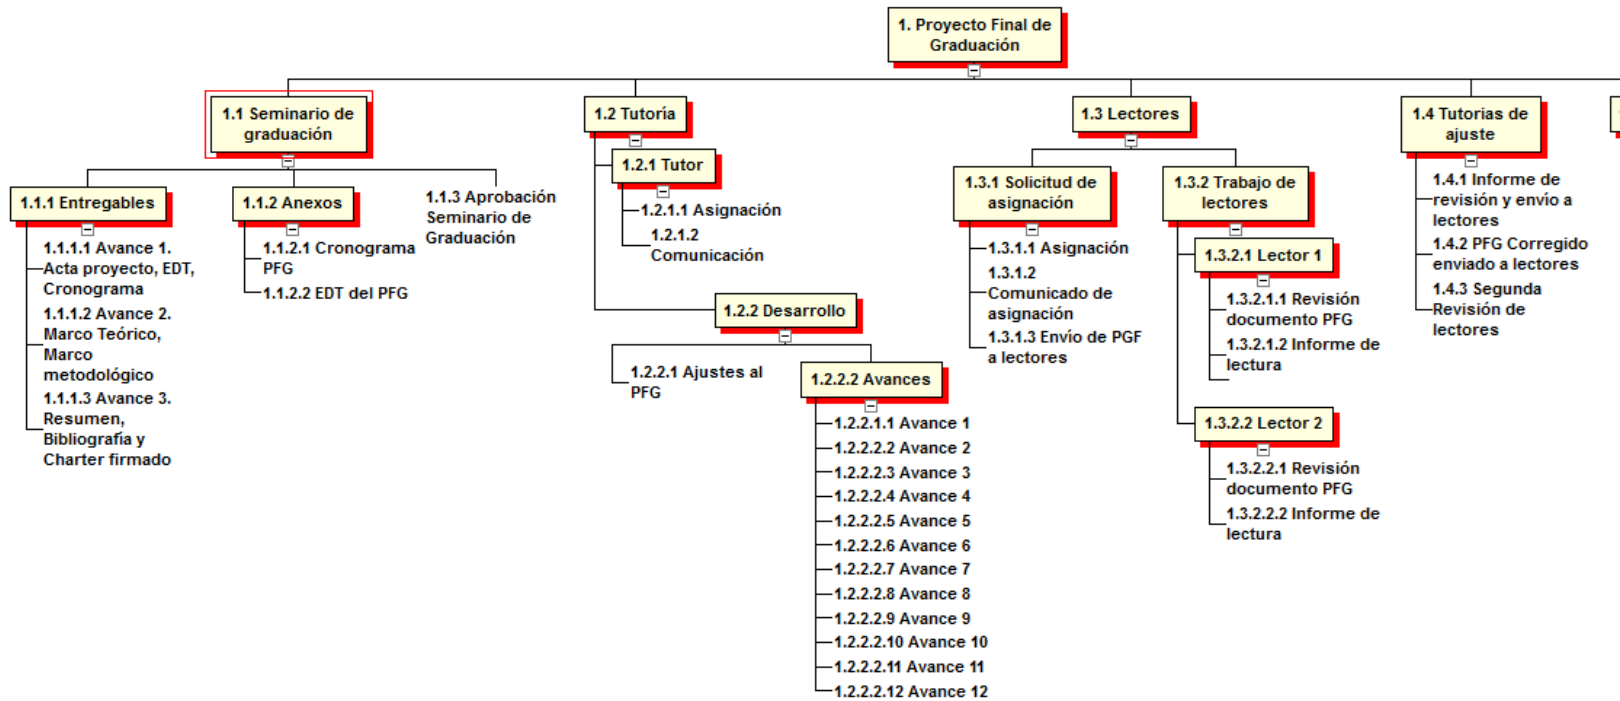 1. Proyecto Final de
Graduación
1.1 Seminario de
graduación
1.1.1 Entregables
1.1.1.1 Avance 1.
Acta proyecto, EDT,
Cronograma
1.1.1.2 Avance 2.
Marco Teórico,
Marco
metodológico
1.1.1.3 Avance 3.
Resumen,
Bibliografía y
Charter firmado
1.1.2 Anexos
1.1.2.1 Cronograma
PFG
1.1.2.2 EDT del PFG
1.1.3 Aprobación
Seminario de
Graduación
1.2 Tutoría
1.2.1 Tutor
1.2.1.1 Asignación
1.2.1.2
Comunicación
1.2.2 Desarrollo
1.2.2.1 Ajustes al
PFG
1.2.2.2 Avances
1.2.2.1.1 Avance 1
1.2.2.2.2 Avance 2
1.2.2.2.3 Avance 3
1.2.2.2.4 Avance 4
1.2.2.2.5 Avance 5
1.2.2.2.6 Avance 6
1.2.2.2.7 Avance 7
1.2.2.2.8 Avance 8
1.2.2.2.9 Avance 9
1.2.2.2.10 Avance 10
1.2.2.2.11 Avance 11
1.2.2.2.12 Avance 12
1.3 Lectores
1.3.1 Solicitud de
asignación
1.3.1.1 Asignación
1.3.1.2
Comunicado de
asignación
1.3.1.3 Envío de PGF
a lectores
1.3.2 Trabajo de
lectores
1.3.2.1 Lector 1
1.3.2.1.1 Revisión
documento PFG
1.3.2.1.2 Informe de
lectura
1.3.2.2 Lector 2
1.3.2.2.1 Revisión
documento PFG
1.3.2.2.2 Informe de
lectura
1.4 Tutorias de
ajuste
1.4.1 Informe de
revisión y envío a
lectores
1.4.2 PFG Corregido
enviado a lectores
1.4.3 Segunda
Revisión de
lectores